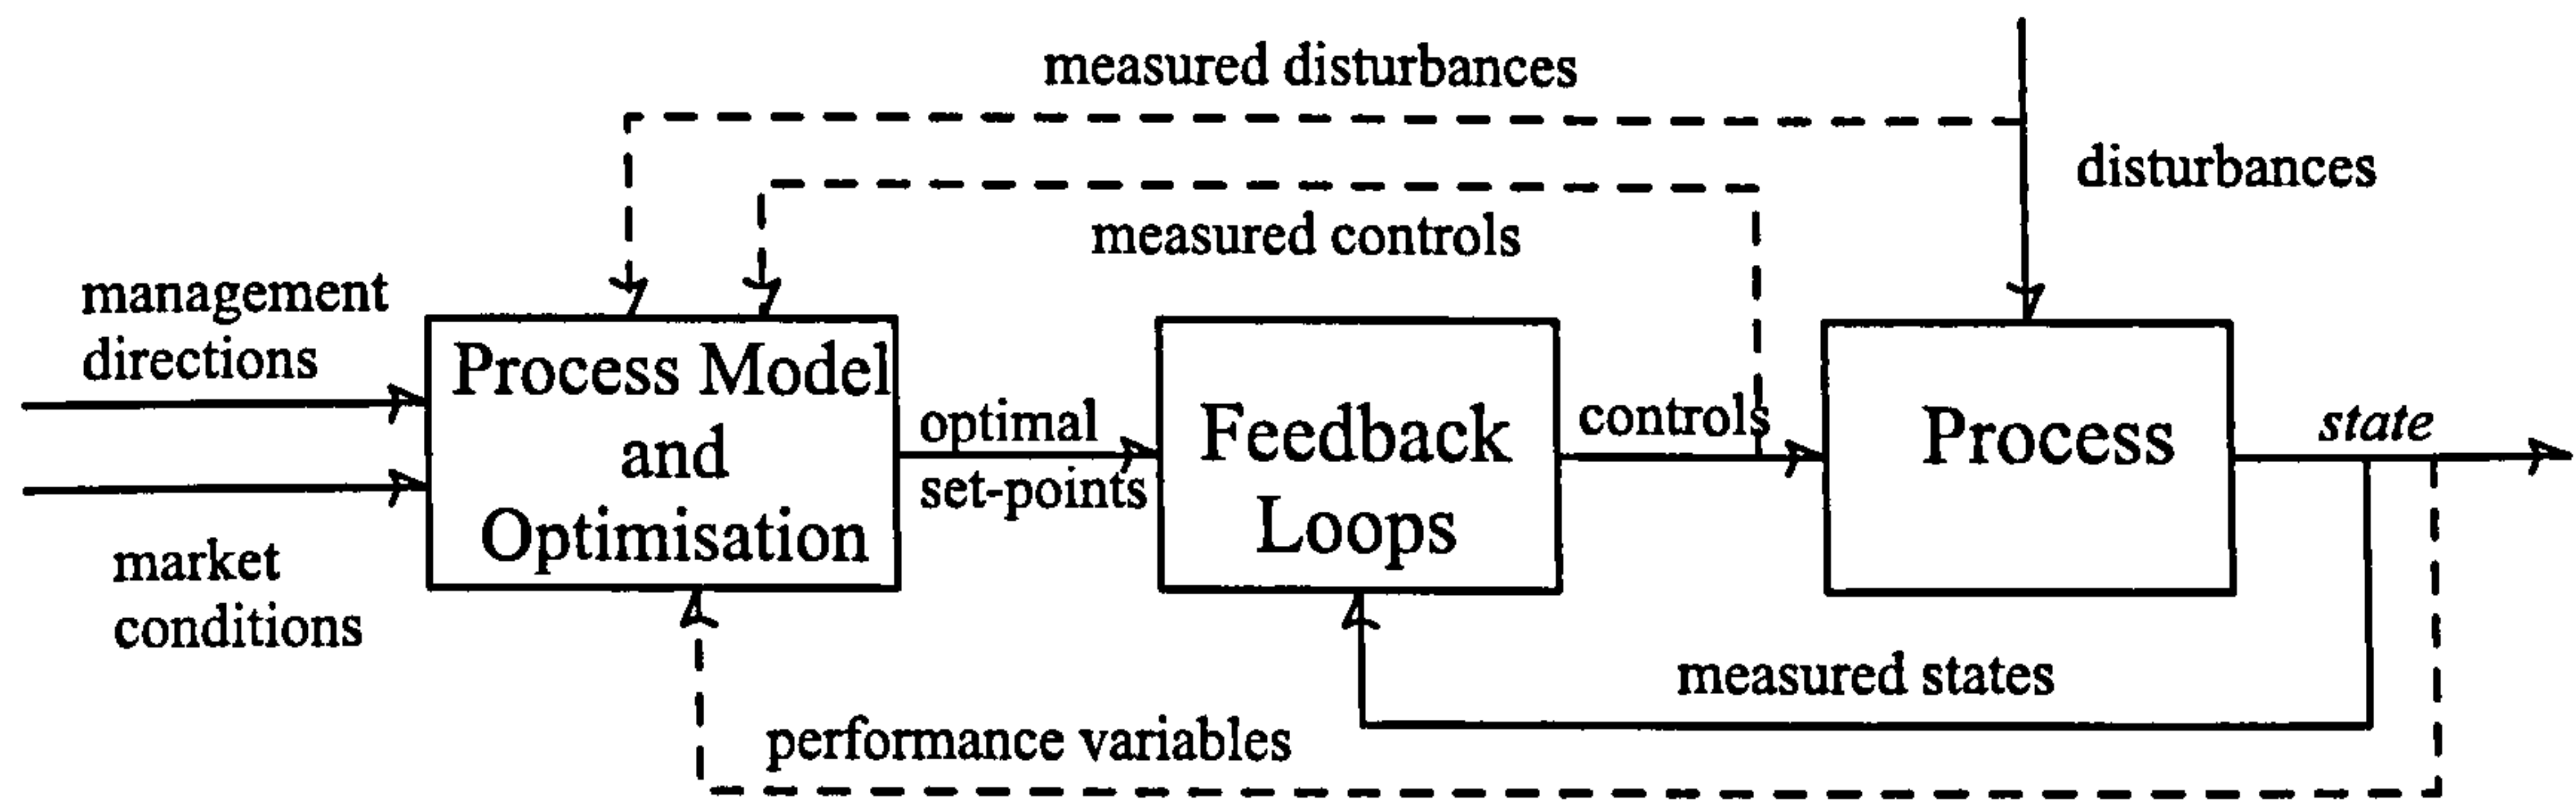 measured disturbances
disturbances
measured controls
management
directions
Process Model
and
Optimisation
optimal
set-points
Feedback
Loops
controls
Process
state
market
conditions
measured states
performance variables